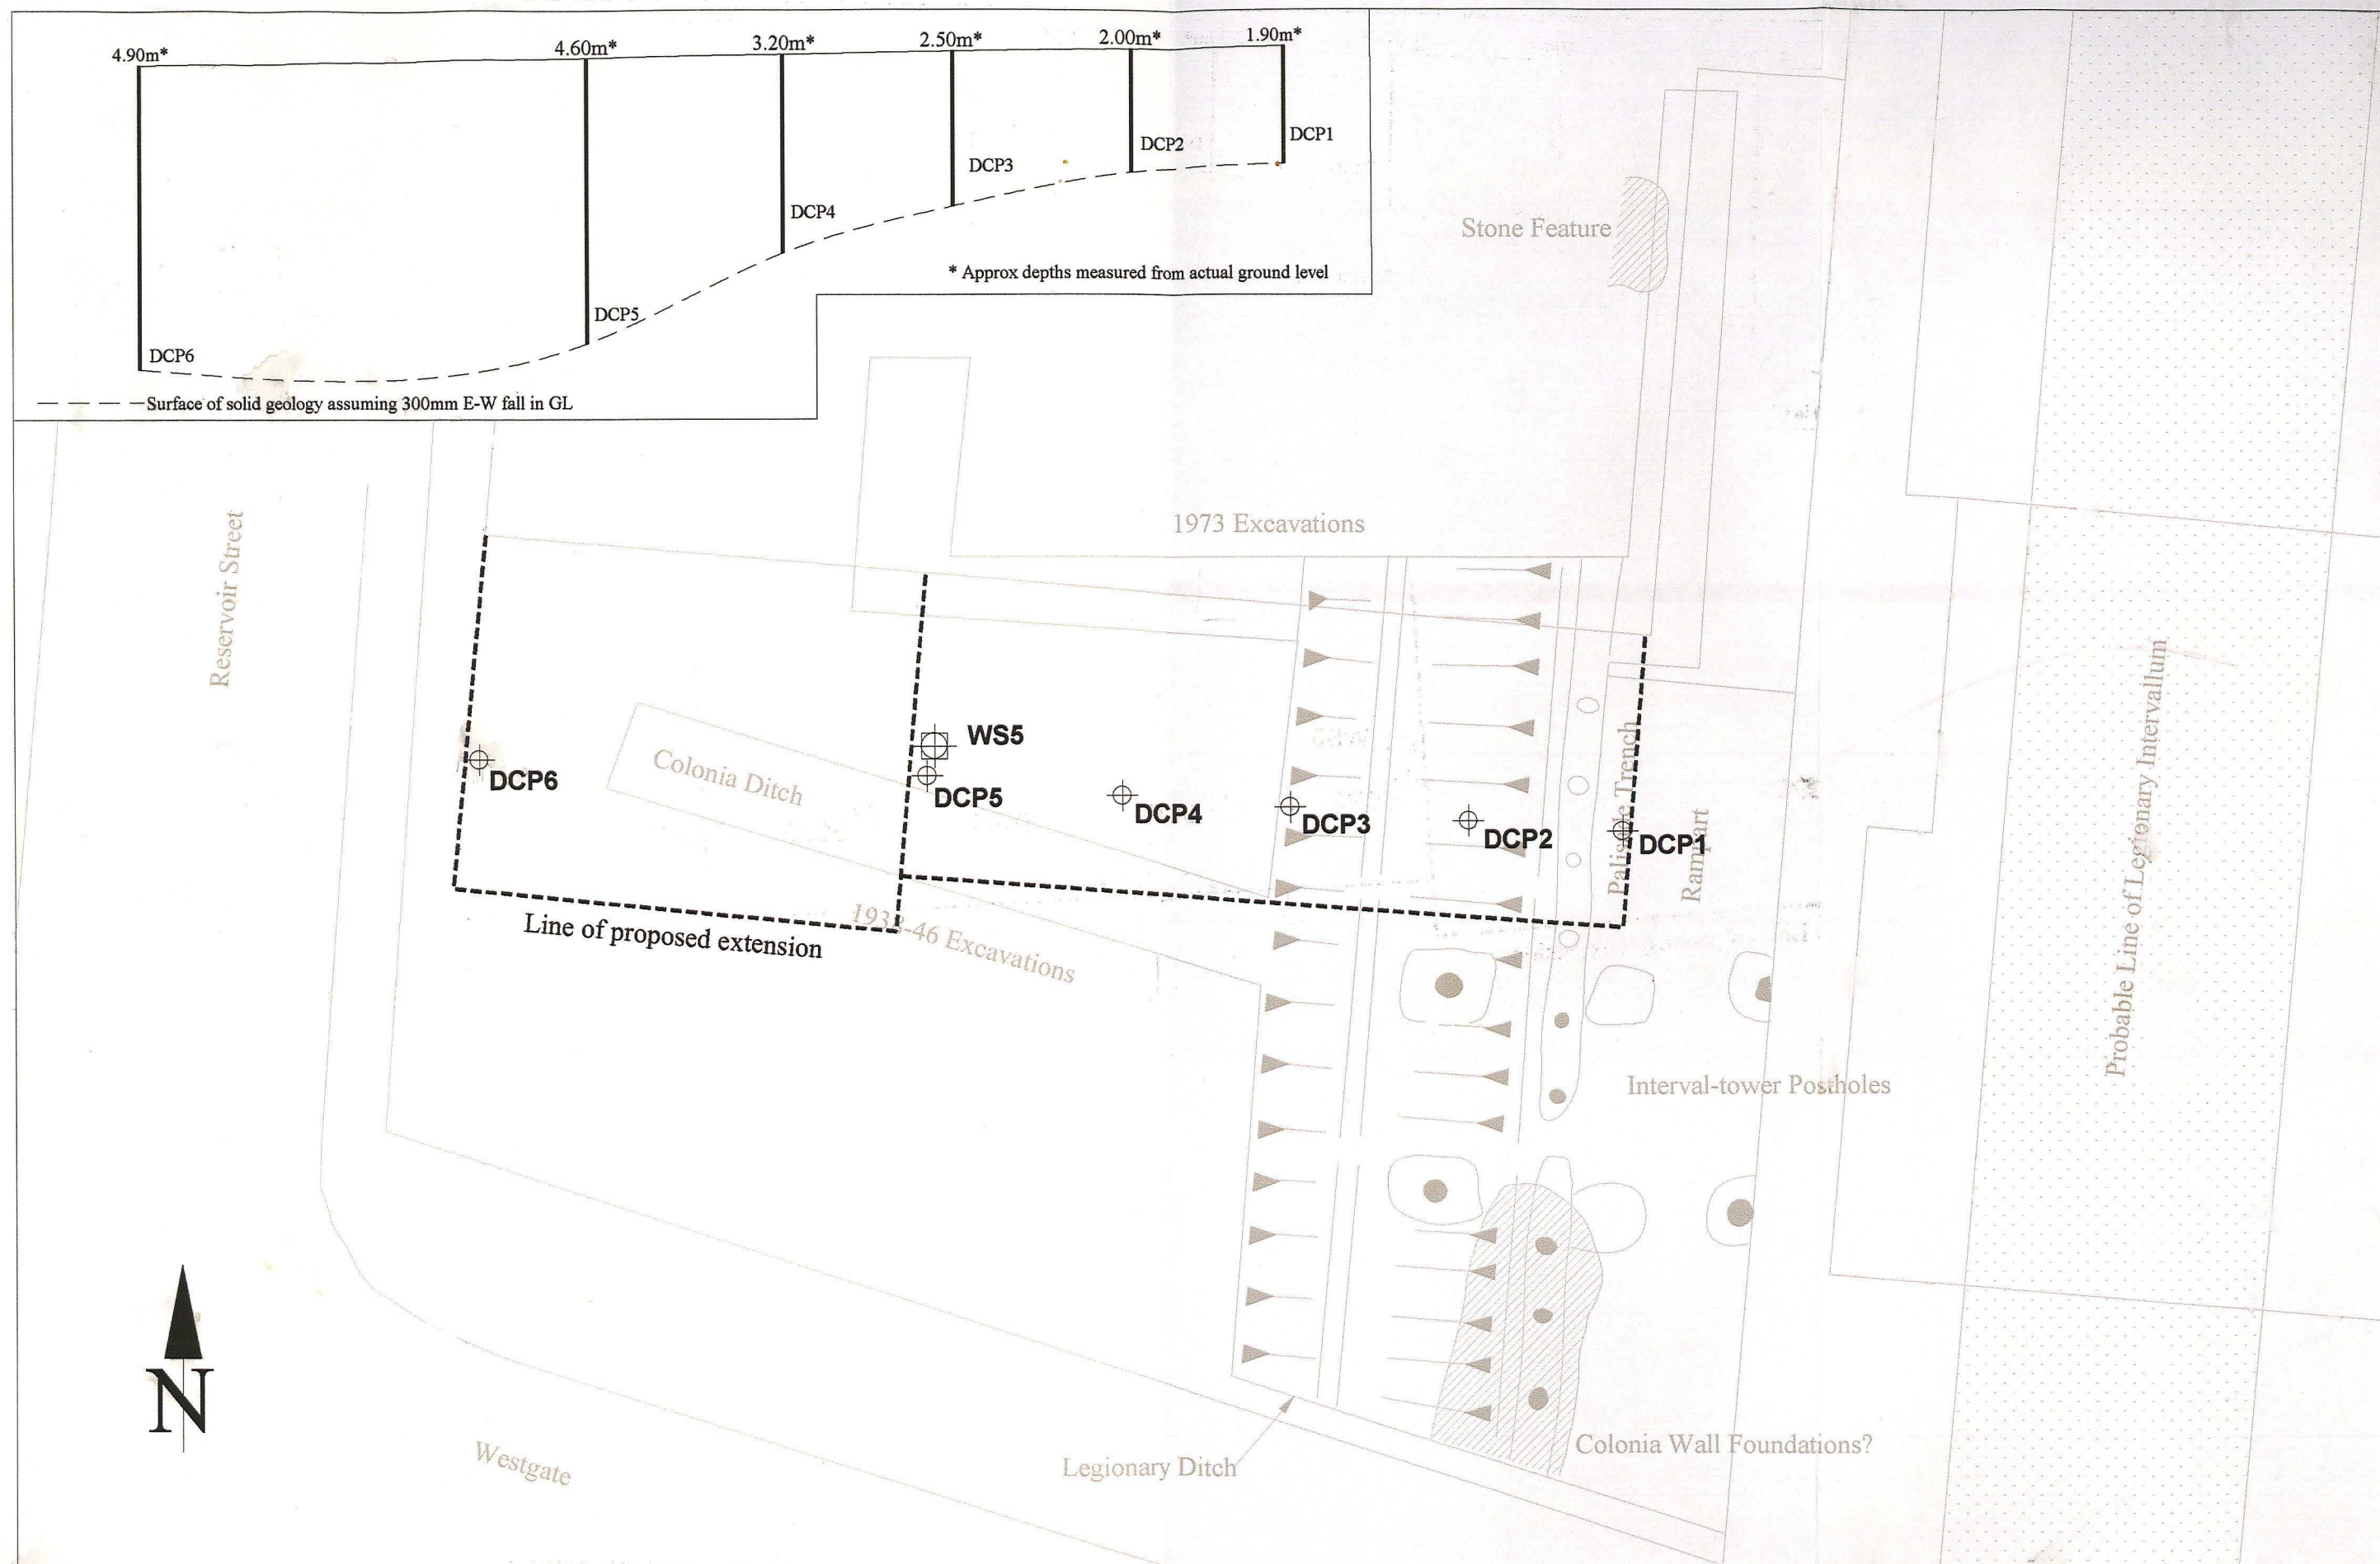 4.90m*
4.60m*
3.20m*
2.50m*
2.00m*
1.90m*
DCP1
DCP2
DCP3
DCP4
DCP5
DCP6
* Approx depths measured from actual ground level
Surface of solid geology assuming 300mm E-W fall in GL
Stone Feature
1973 Excavations
Reservoir Street
WS5
Colonia Ditch
DCP6
DCP5
DCP4
DCP3
DCP2
DCP1
Palisade Trench
Rampart
Probable Line of Legionary Intervallum
Line of proposed extension
-46 Excavations
Interval-tower Postholes
N
Westgate
Legionary Ditch
Colonia Wall Foundations?